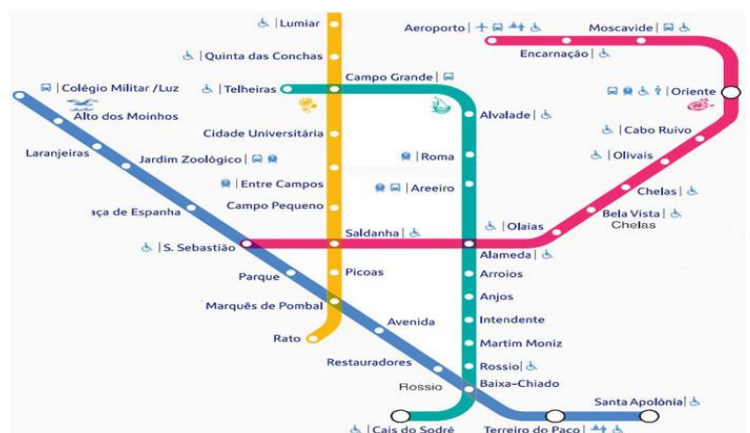 Lumiar
Aeroporto
Moscavide
Quinta das Conchas
Encarnação
Colégio Militar /Luz
Telheiras
Campo Grande
Oriente
Alto dos Moinhos
Alvalade
Cidade Universitária
Cabo Ruivo
Laranjeiras
Jardim Zoológico
Roma
Olivais
Entre Campos
Areeiro
Chelas
aça de Espanha
Campo Pequeno
Bela Vista
Chelas
Saldanha
Olaias
S. Sebastião
Alameda
Parque
Picoas
Arroios
Anjos
Marquês de Pombal
Avenida
Intendente
Rato
Martim Moniz
Restauradores
Rossio
Rossio
Baixa-Chiado
Santa Apolónia
Cais do Sodré
Terreiro do Paço